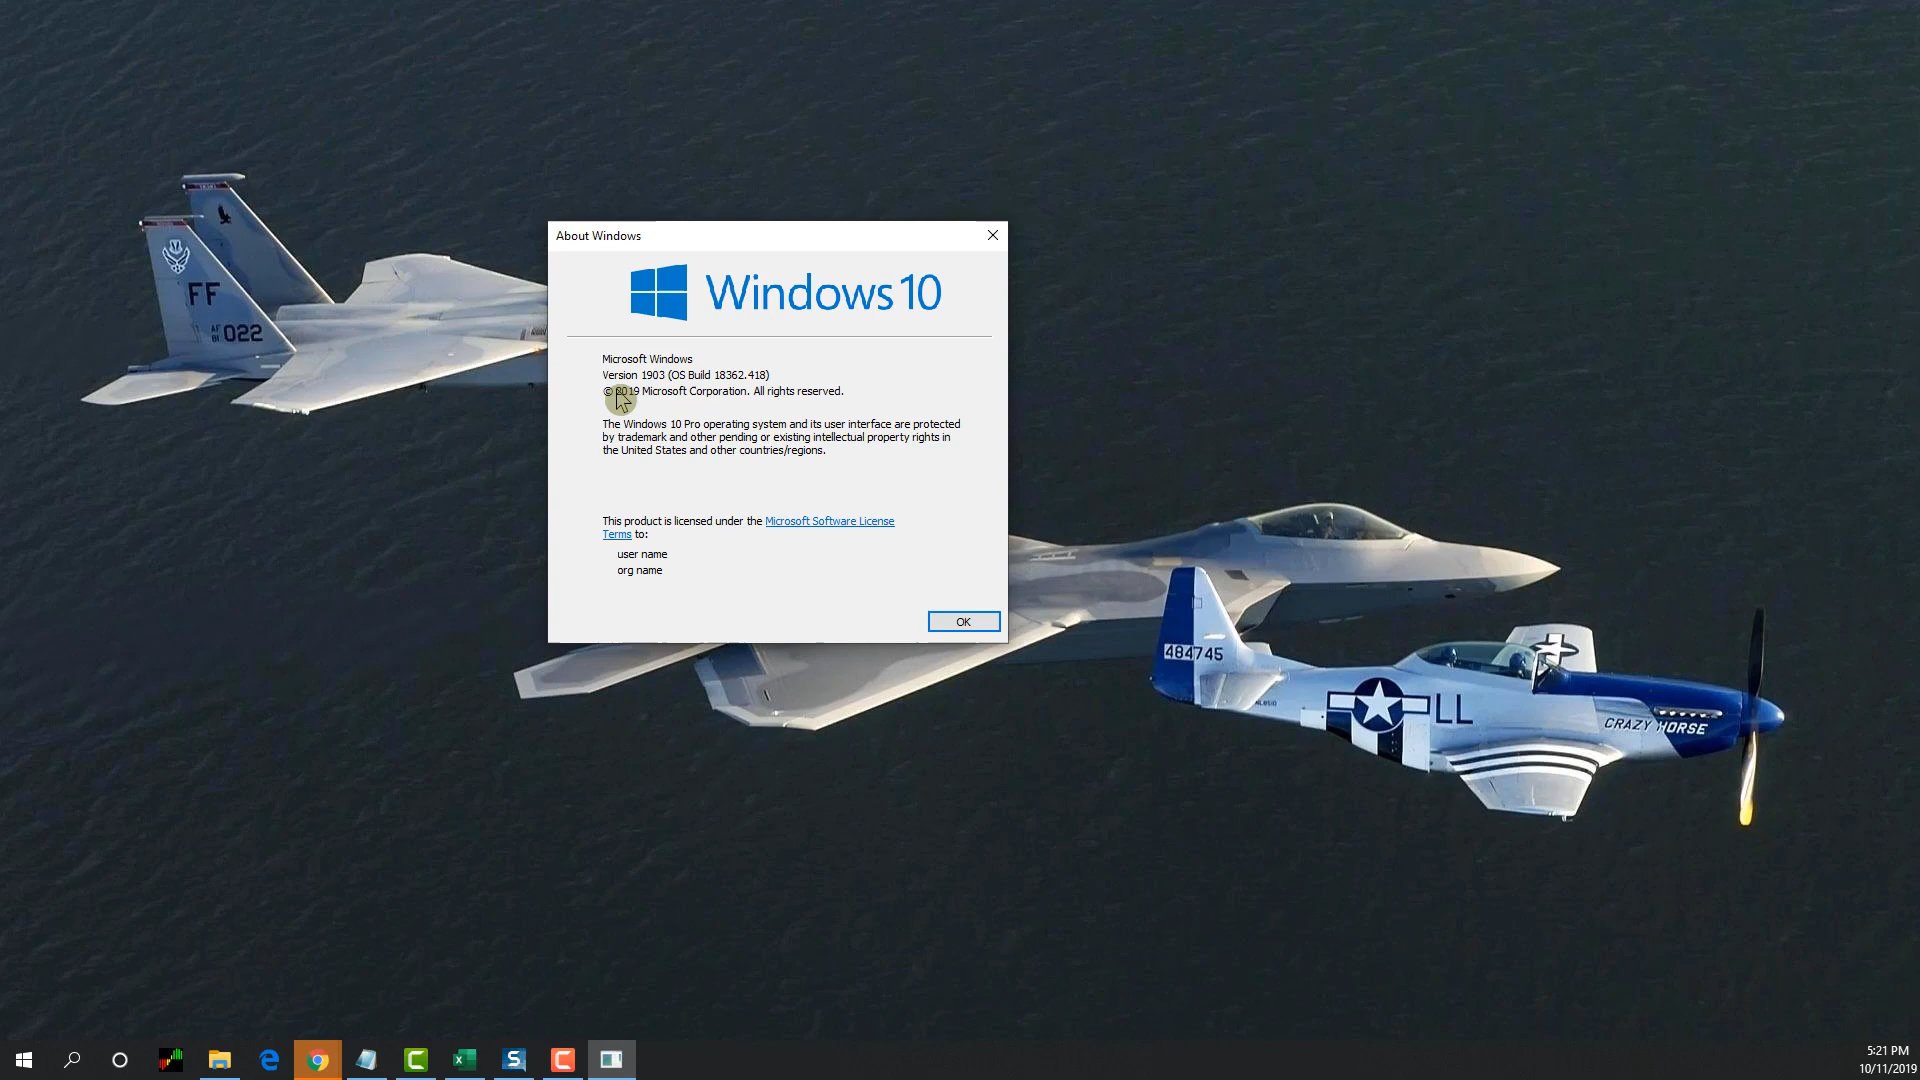 About Windows
Windows 10
Microsoft Windows
Version 1903 (OS Build 18362.418)
© 2019 Microsoft Corporation. All rights reserved.
The Windows 10 Pro operating system and its user interface are protected
by trademark and other pending or existing intellectual property rights in
the United States and other countries/regions.
This product is licensed under the Microsoft Software License
Terms to:
user name
org name
OK
FF
AF
81 022
484745
LL
CRAZY HORSE
5:21 PM
10/11/2019